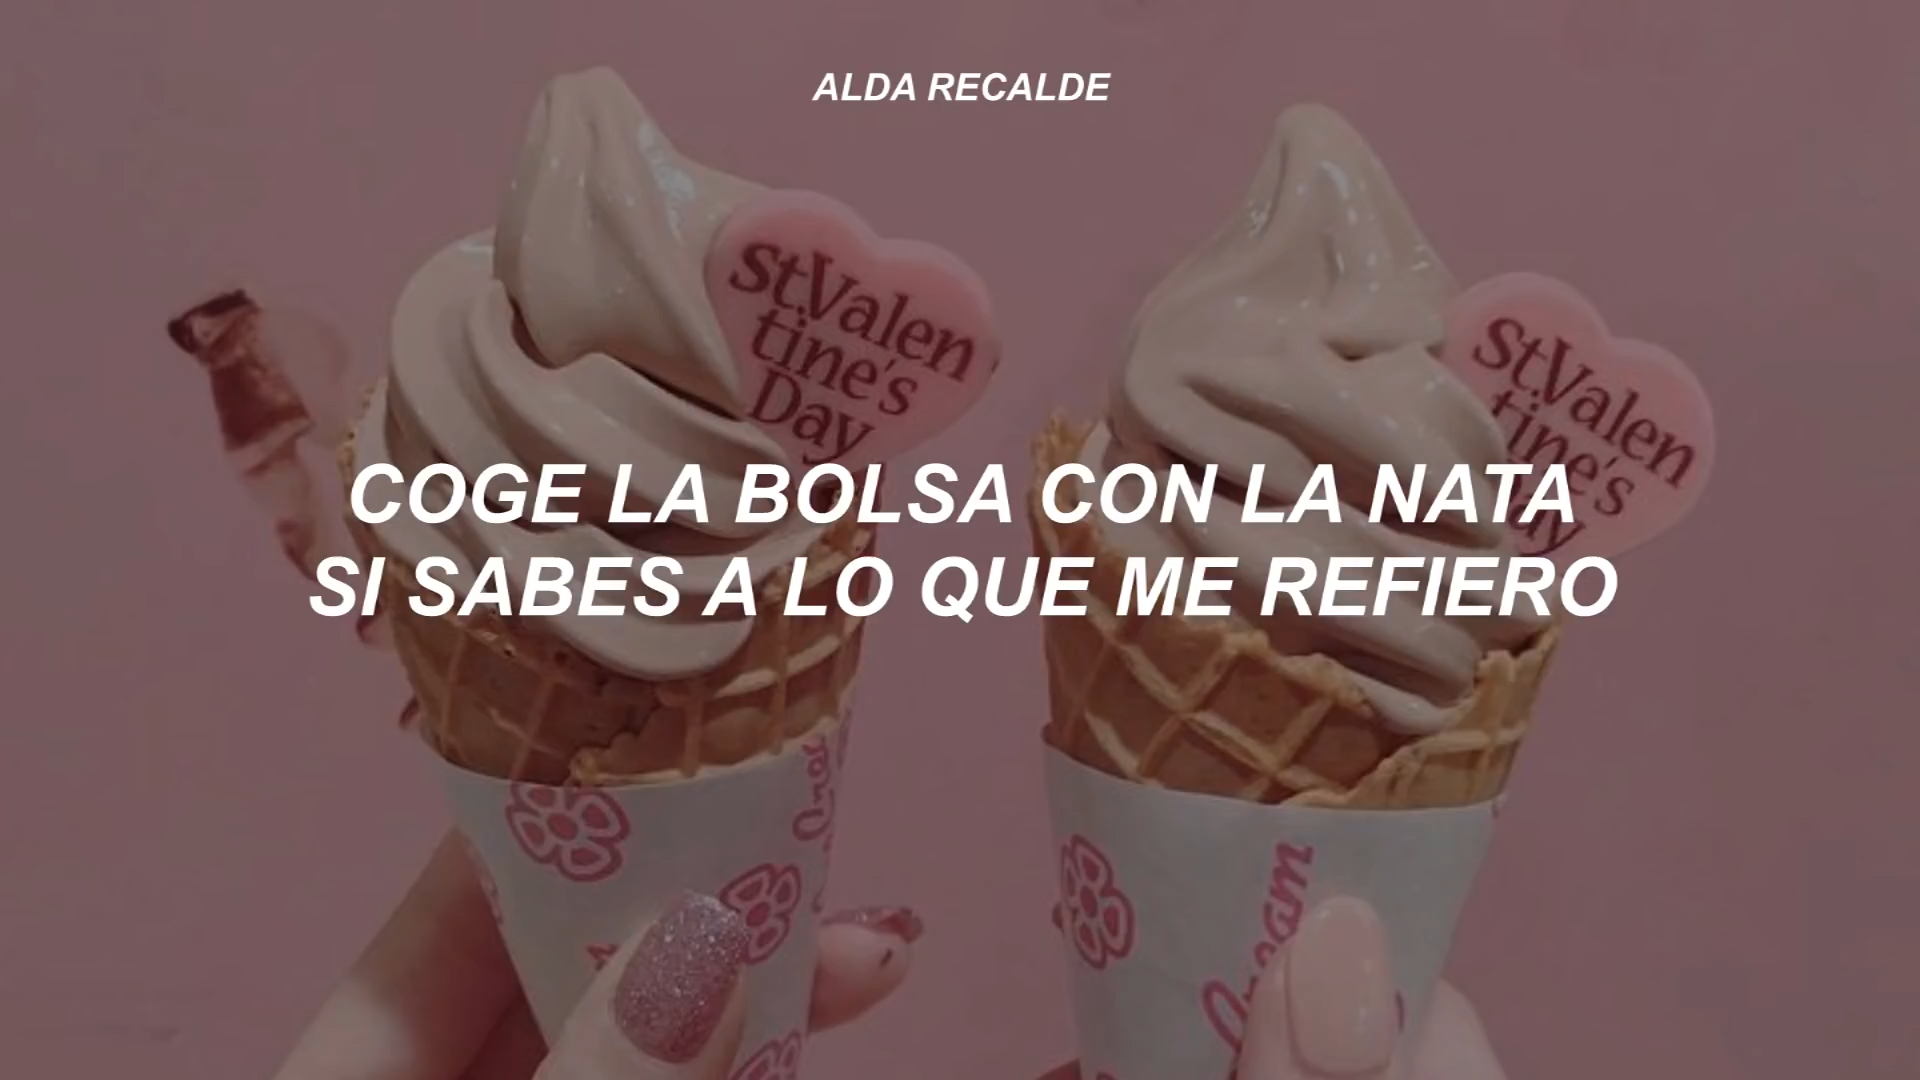 ALDA RECALDE
St.Valen
tine's
Day
St.Valen
tine's
Day
COGE LA BOLSA CON LA NATA
SI SABES A LO QUE ME REFIERO